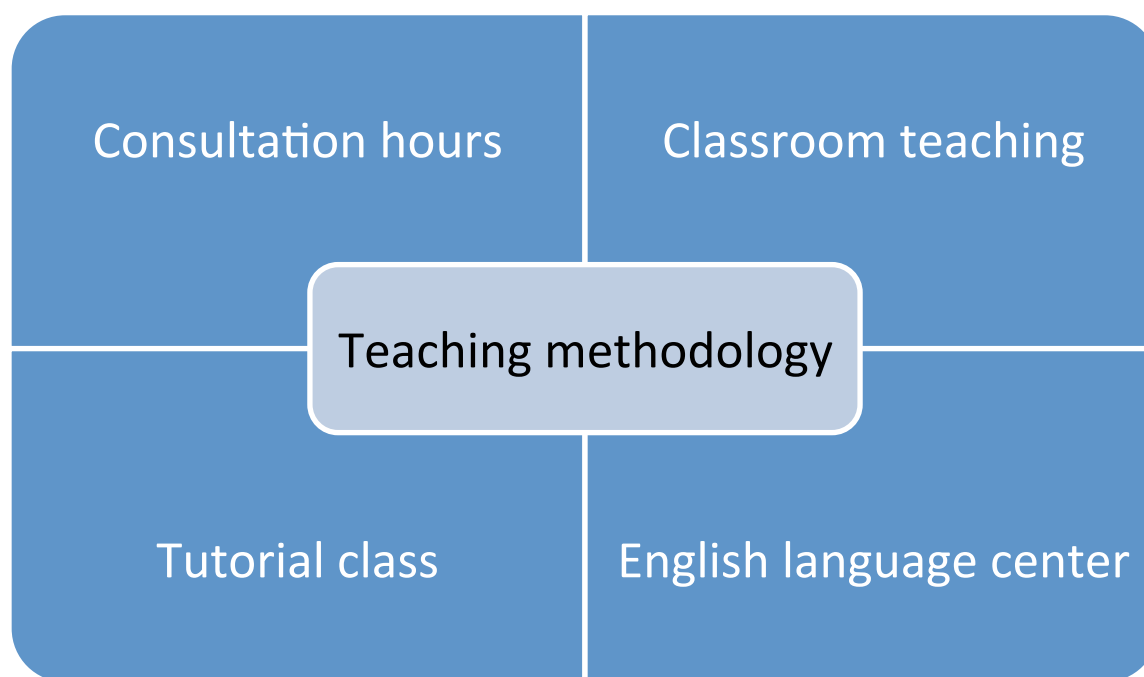 Consultation hours
Classroom teaching
Teaching methodology
Tutorial class
English language center